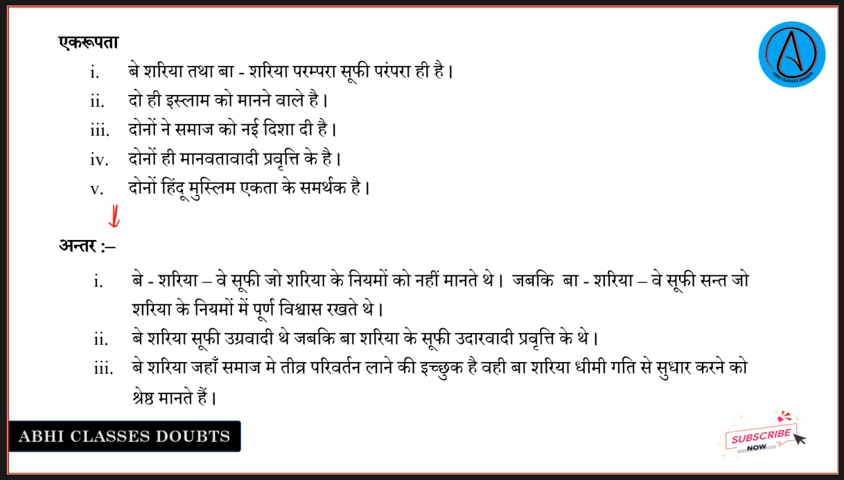 एकरूपता
i. बे शरिया तथा बा - शरिया परम्परा सूफी परंपरा ही है।
ii. दो ही इस्लाम को मानने वाले है।
iii. दोनों ने समाज को नई दिशा दी है।
iv. दोनों ही मानवतावादी प्रवृत्ति के है।
v. दोनों हिंदू मुस्लिम एकता के समर्थक है।
अन्तर :–
i. बे - शरिया – वे सूफी जो शरिया के नियमों को नहीं मानते थे। जबकि बा - शरिया – वे सूफी सन्त जो
शरिया के नियमों में पूर्ण विश्वास रखते थे।
ii. बे शरिया सूफी उग्रवादी थे जबकि बा शरिया के सूफी उदारवादी प्रवृत्ति के थे।
iii. बे शरिया जहाँ समाज मे तीव्र परिवर्तन लाने की इच्छुक है वही बा शरिया धीमी गति से सुधार करने को
श्रेष्ठ मानते हैं।
ABHI CLASSES DOUBTS
ABHI CLASSES DOUBTS
SUBSCRIBE
NOW